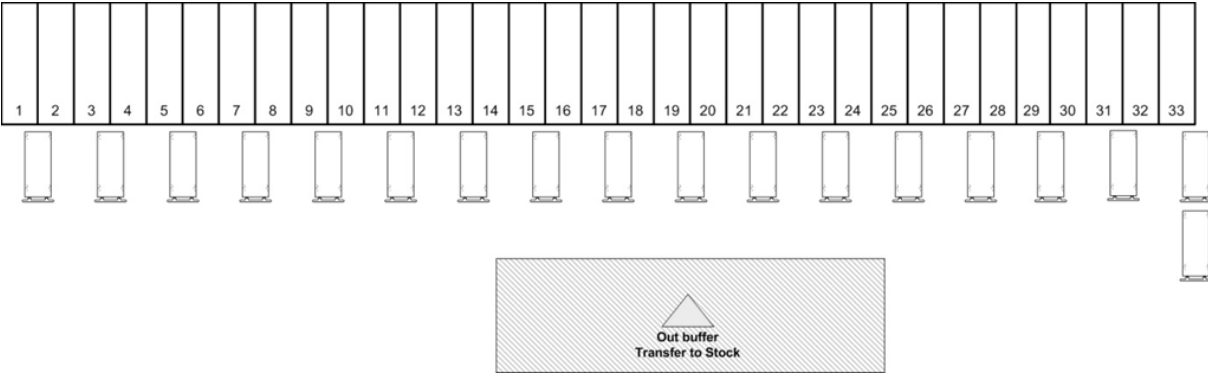 1 2 3 4 5 6 7 8 9 10 11 12 13 14 15 16 17 18 19 20 21 22 23 24 25 26 27 28 29 30 31 32 33
Out buffer
Transfer to Stock